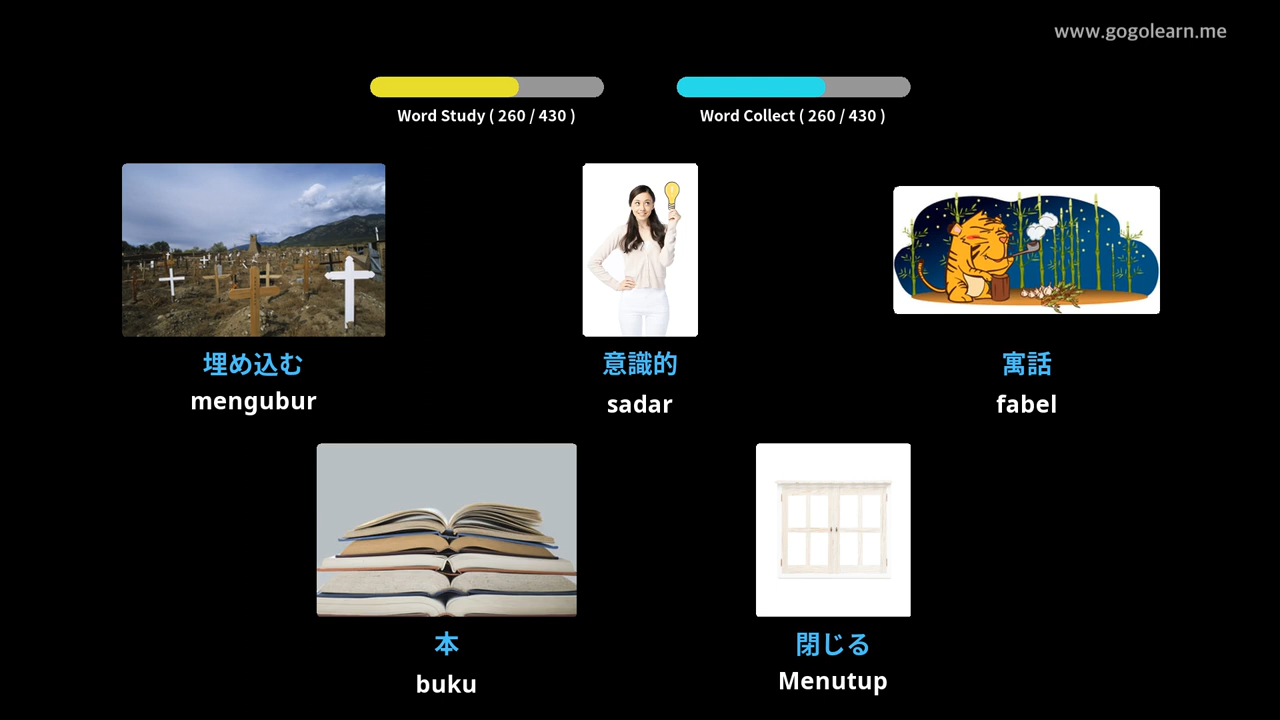 www.gogolearn.me
Word Study ( 260 / 430 )
Word Collect ( 260 / 430 )
埋め込む
mengubur
意識的
sadar
寓話
fabel
本
buku
閉じる
Menutup